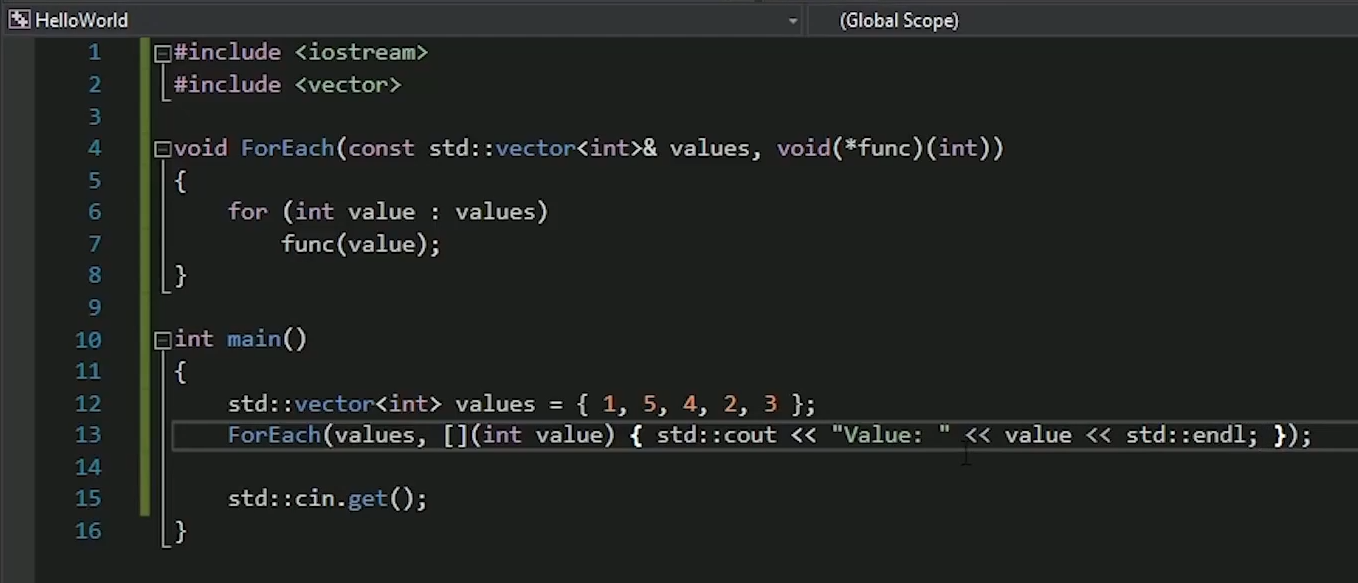 HelloWorld (Global Scope)
1 #include <iostream>
2 #include <vector>
3
4 void ForEach(const std::vector<int>& values, void(*func)(int))
5 {
6     for (int value : values)
7         func(value);
8 }
9
10 int main()
11 {
12     std::vector<int> values = { 1, 5, 4, 2, 3 };
13     ForEach(values, [](int value) { std::cout << "Value: " << value << std::endl; });
14
15     std::cin.get();
16 }